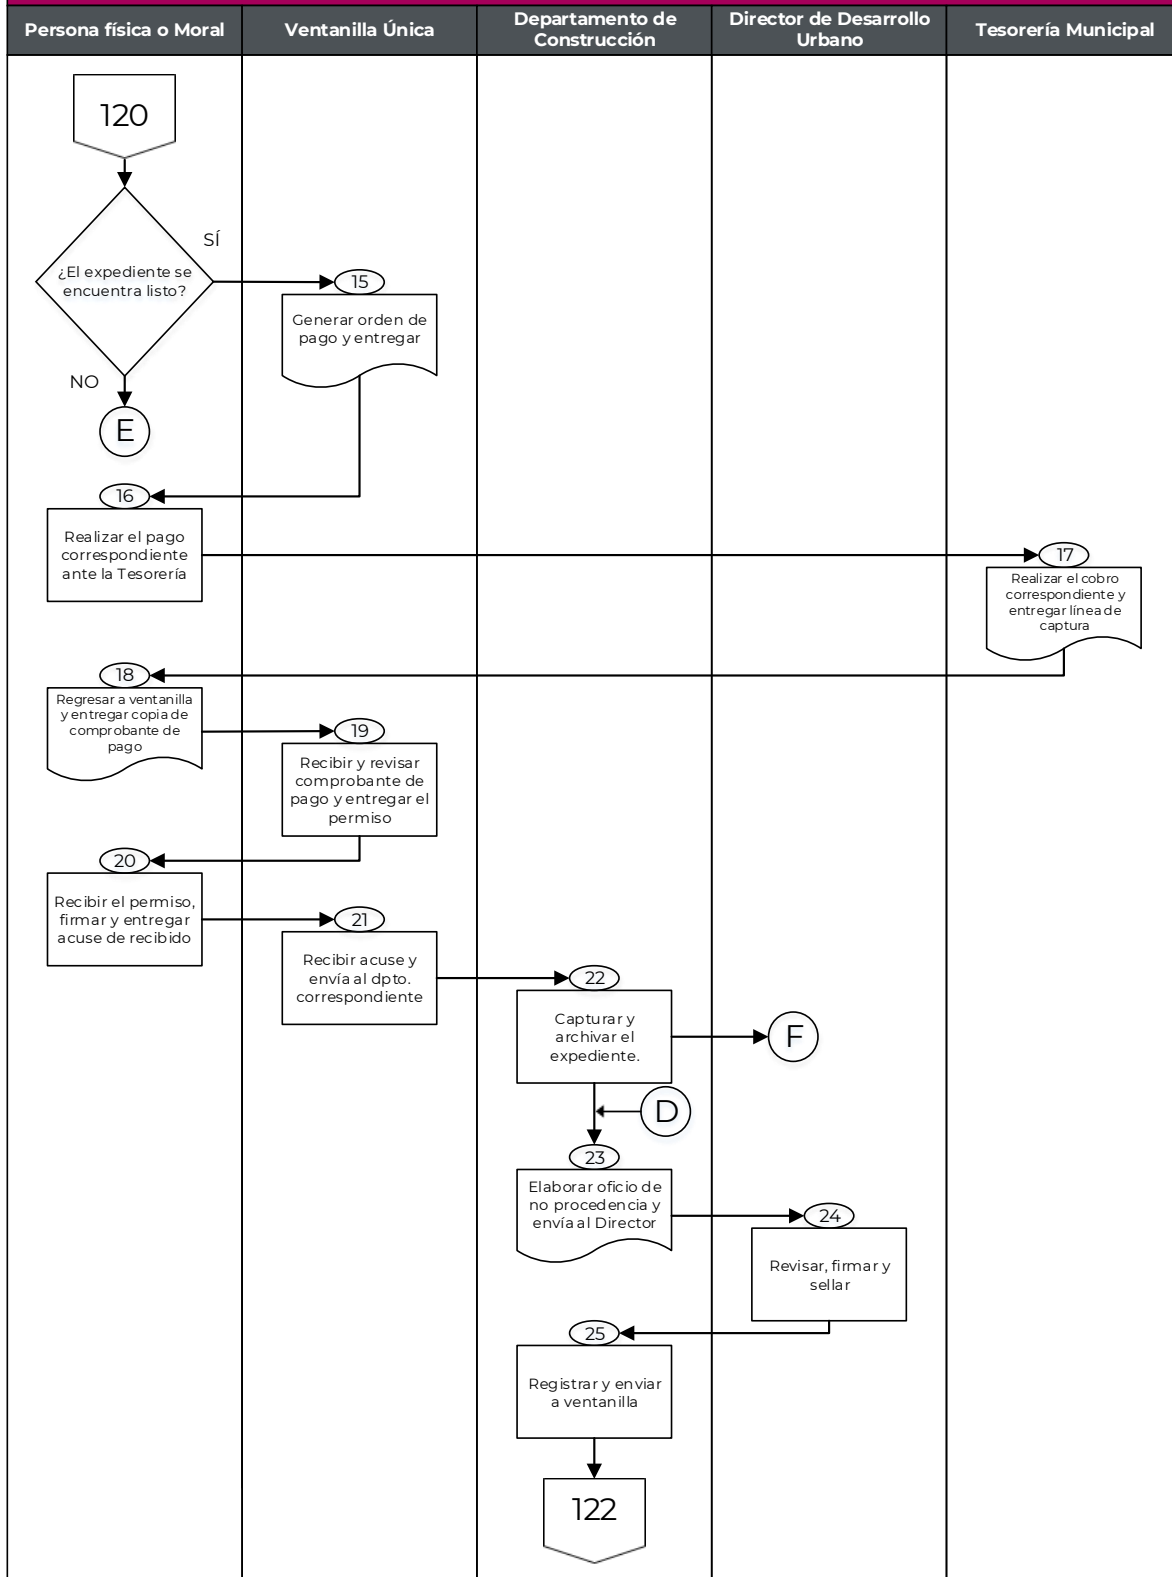 Persona física o Moral
Ventanilla Única
Departamento de
Construcción
Director de Desarrollo
Urbano
Tesorería Municipal
120
¿El expediente se
encuentra listo?
SÍ
NO
E
15
Generar orden de
pago y entregar
16
Realizar el pago
correspondiente
ante la Tesorería
17
Realizar el cobro
correspondiente y
entregar línea de
captura
18
Regresar a ventanilla
y entregar copia de
comprobante de
pago
19
Recibir y revisar
comprobante de
pago y entregar el
permiso
20
Recibir el permiso,
firmar y entregar
acuse de recibido
21
Recibir acuse y
envía al dpto.
correspondiente
22
Capturar y
archivar el
expediente.
F
D
23
Elaborar oficio de
no procedencia y
envía al Director
24
Revisar, firmar y
sellar
25
Registrar y enviar
a ventanilla
122